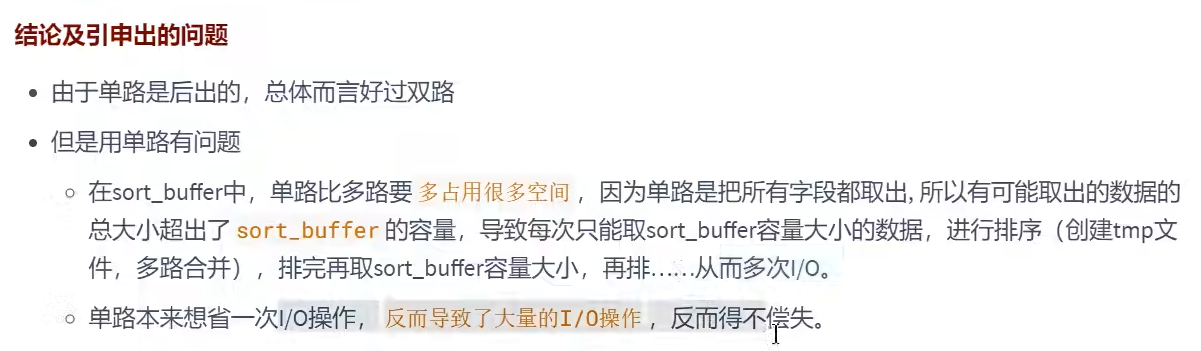 结论及引申出的问题
• 由于单路是后出的，总体而言好过双路
• 但是用单路有问题
○ 在sort_buffer中，单路比多路要 多占用很多空间 ，因为单路是把所有字段都取出, 所以有可能取出的数据的
总大小超出了 sort_buffer 的容量，导致每次只能取sort_buffer容量大小的数据，进行排序（创建tmp文
件，多路合并），排完再取sort_buffer容量大小，再排……从而多次I/O。
○ 单路本来想省一次I/O操作， 反而导致了大量的I/O操作 ，反而得不偿失。